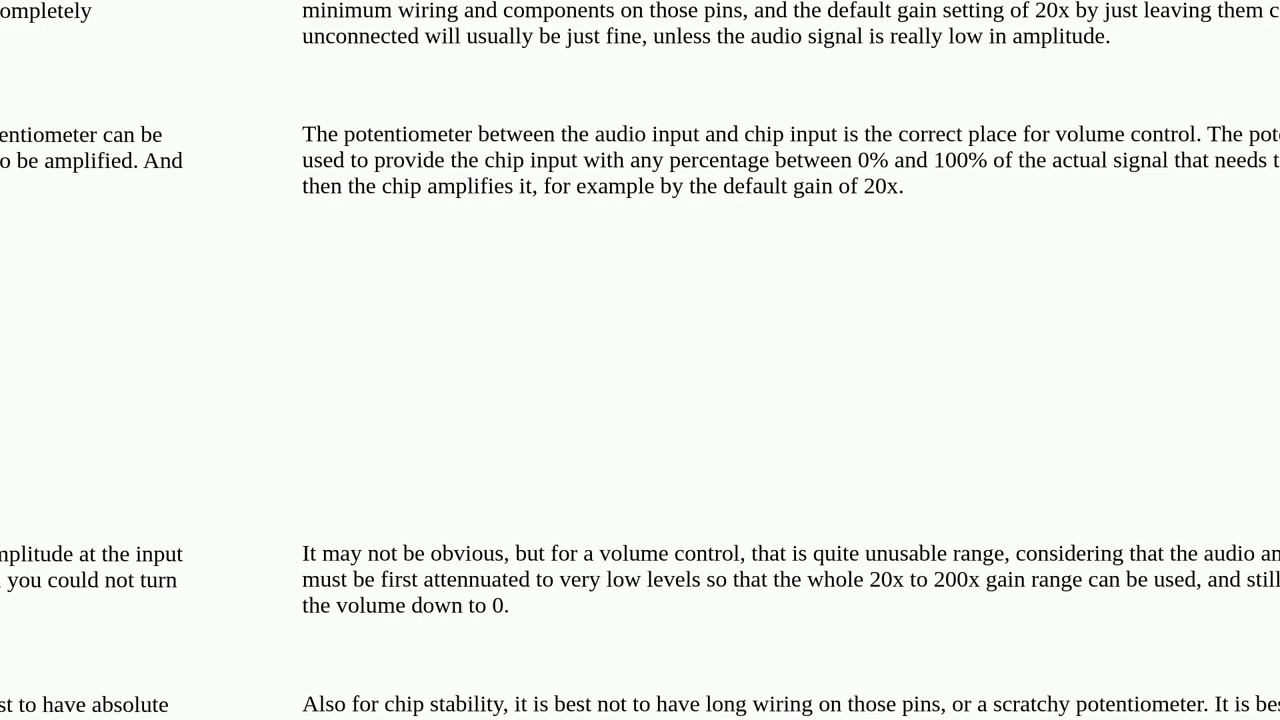 ompletely
minimum wiring and components on those pins, and the default gain setting of 20x by just leaving them c
unconnected will usually be just fine, unless the audio signal is really low in amplitude.
entiometer can be
o be amplified. And
The potentiometer between the audio input and chip input is the correct place for volume control. The pote
used to provide the chip input with any percentage between 0% and 100% of the actual signal that needs t
then the chip amplifies it, for example by the default gain of 20x.
mplitude at the input
you could not turn
It may not be obvious, but for a volume control, that is quite unusable range, considering that the audio am
must be first attennuated to very low levels so that the whole 20x to 200x gain range can be used, and still
the volume down to 0.
st to have absolute
Also for chip stability, it is best not to have long wiring on those pins, or a scratchy potentiometer. It is bes